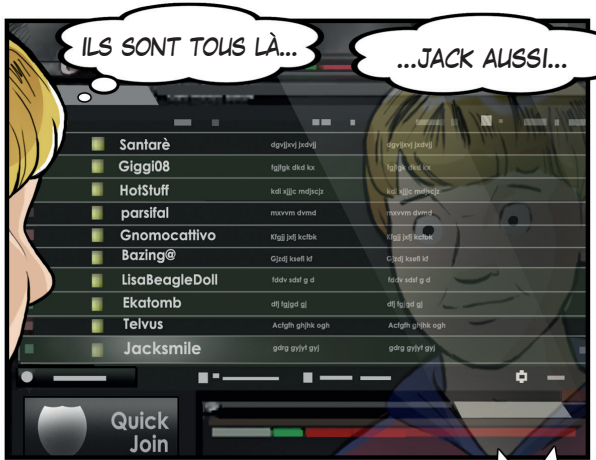 ILS SONT TOUS LÀ...
...JACK AUSSI...
Santarè dgvjjxvj jxdvjj dgvjjxvj jxdvjj
Giggi08 fgjfgk dkd kx fgjfgk dkd kx
HotStuff kdi xjjjc mdjscjz kdi xjjjc mdjscjz
parsifal mxvvm dvmd mxvvm dvmd
Gnomocattivo Kfgjj jxfj kcfbk Kfgjj jxfj kcfbk
Bazing@ Gjzdj ksefi kf Gjzdj ksefi kf
LisaBeagleDoll fddv sdsf g d fddv sdsf g d
Ekatomb dfj fgjgd gj dfj fgjgd gj
Telvus Acfgfh ghjhk ogh Acfgfh ghjhk ogh
Jacksmile gdrg gyjyt gyj gdrg gyjyt gyj
Quick
Join